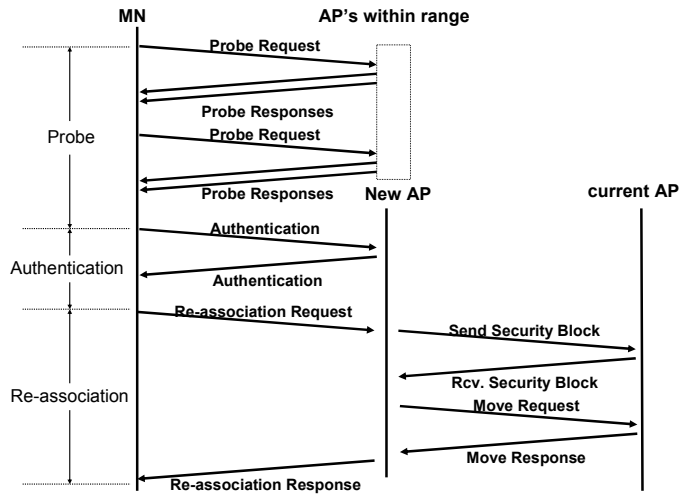 MN
AP's within range
Probe Request
Probe Responses
Probe Request
Probe
Probe Responses
New AP
current AP
Authentication
Authentication
Authentication
Re-association Request
Send Security Block
Rcv. Security Block
Re-association
Move Request
Move Response
Re-association Response